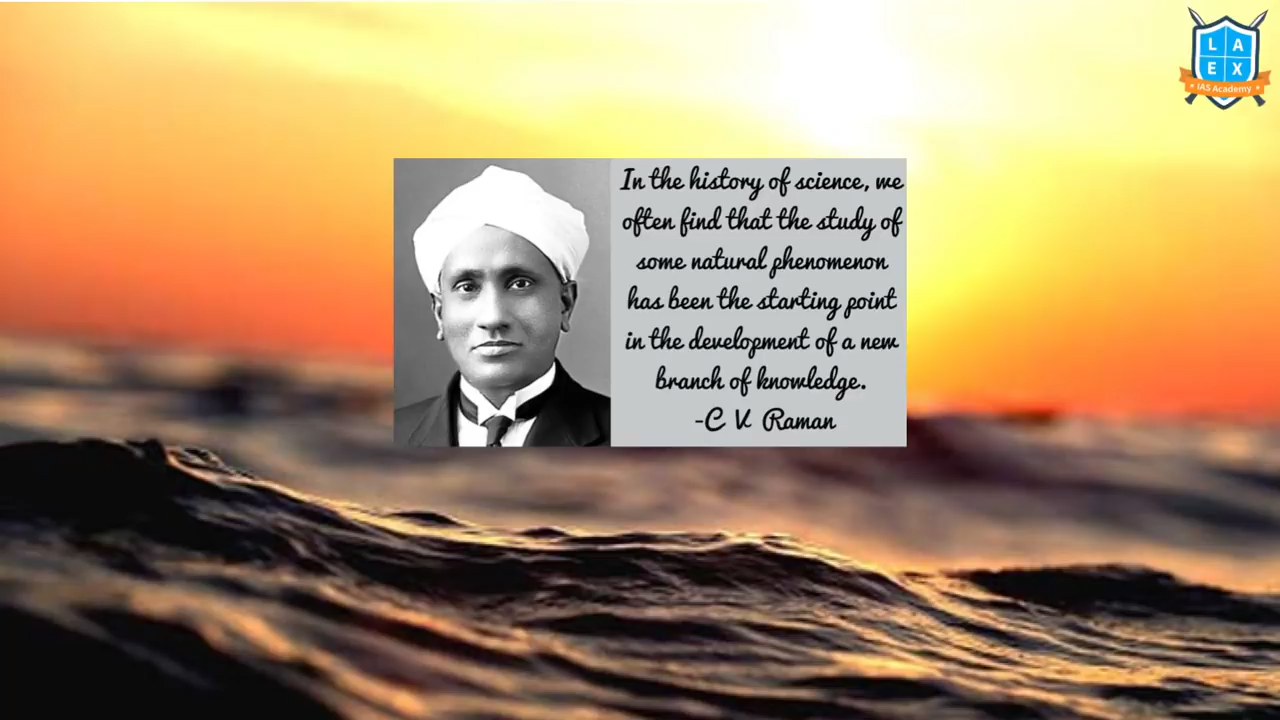 L A
E X
IAS Academy
In the history of science, we
often find that the study of
some natural phenomenon
has been the starting point
in the development of a new
branch of knowledge.
-C V Raman